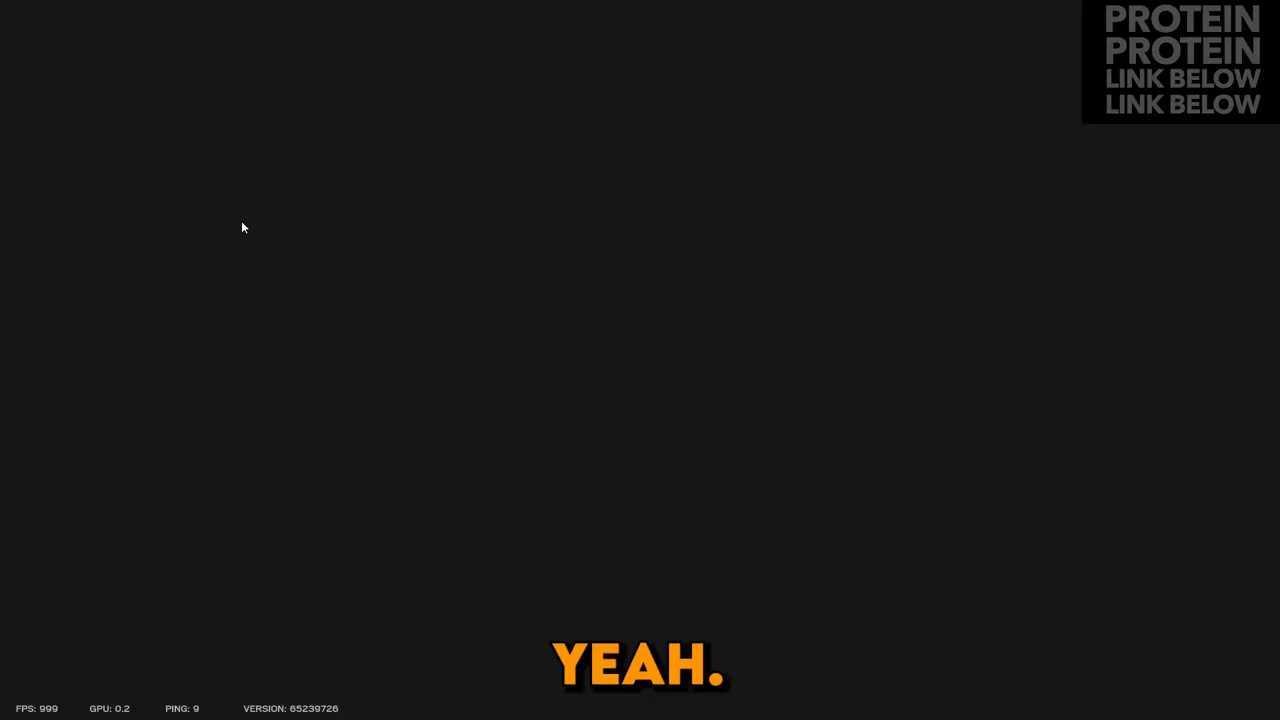 PROTEIN
PROTEIN
LINK BELOW
LINK BELOW
YEAH.
FPS: 999 GPU: 0.2 PING: 9 VERSION: 65239726